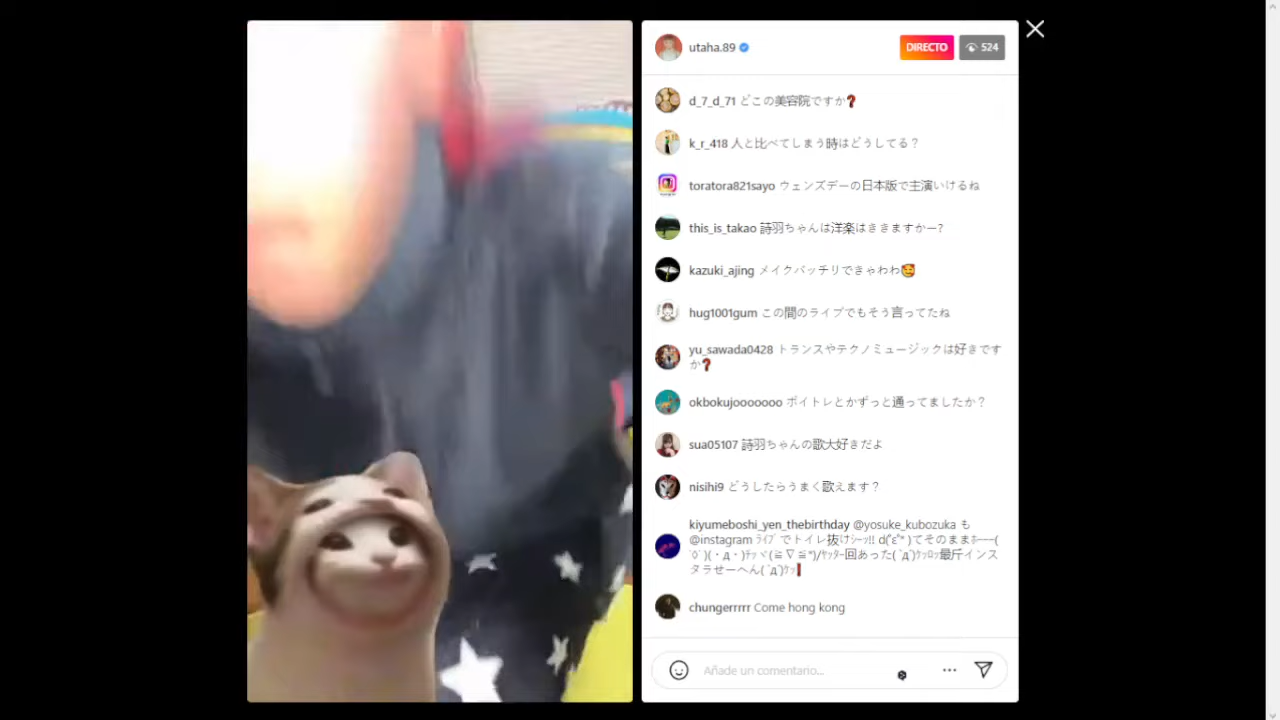 utaha.89
DIRECTO
524
d_7_d_71 どこの美容院ですか❓
k_r_418 人と比べてしまう時はどうしてる？
toratora821sayo ウェンズデーの日本版で主演いけるね
this_is_takao 詩羽ちゃんは洋楽はききますかー?
kazuki_ajing メイクバッチリできゃわわ🥰
hug1001gum この間のライブでもそう言ってたね
yu_sawada0428 トランスやテクノミュージックは好きです
か❓
okbokujooooooo ボイトレとかずっと通ってましたか？
sua05107 詩羽ちゃんの歌大好きだよ
nisihi9 どうしたらうまく歌えます？
kiyumeboshi_yen_thebirthday @yosuke_kubozuka も
@instagram ﾗｲﾌﾞ でトイレ抜けｼｰｯ!! てそのまま
回あった 最斤インス
タラせーへん
chungerrrrr Come hong kong
Añade un comentario...